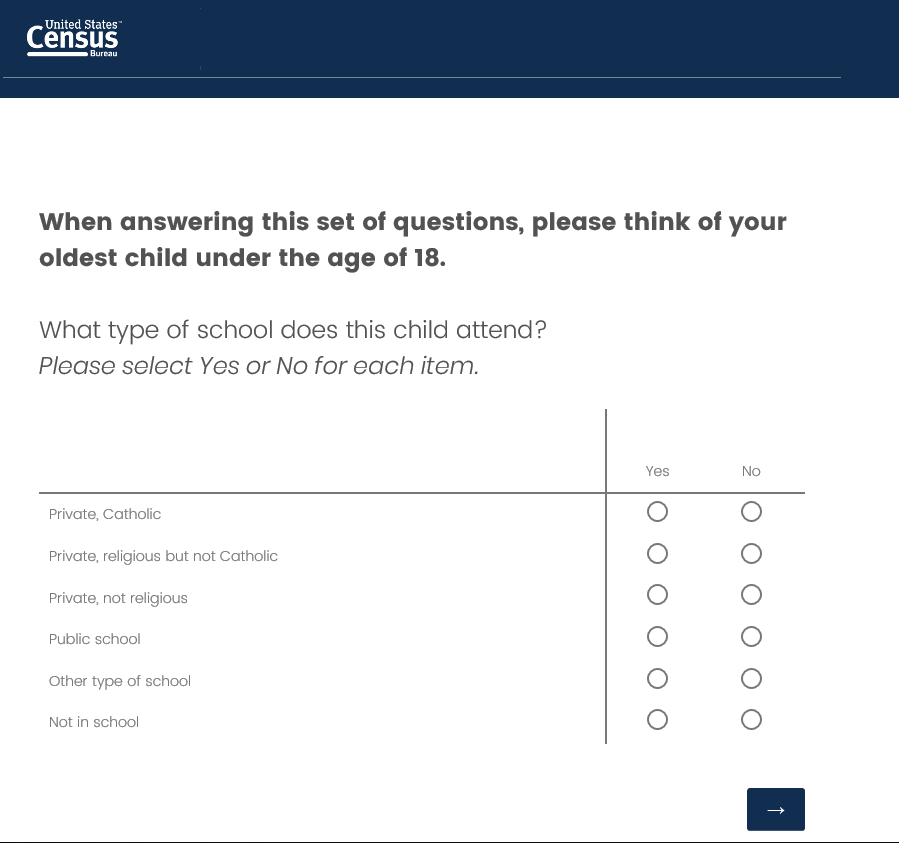 United States™
Census
Bureau
When answering this set of questions, please think of your
oldest child under the age of 18.
What type of school does this child attend?
Please select Yes or No for each item.
Yes No
Private, Catholic
Private, religious but not Catholic
Private, not religious
Public school
Other type of school
Not in school
→